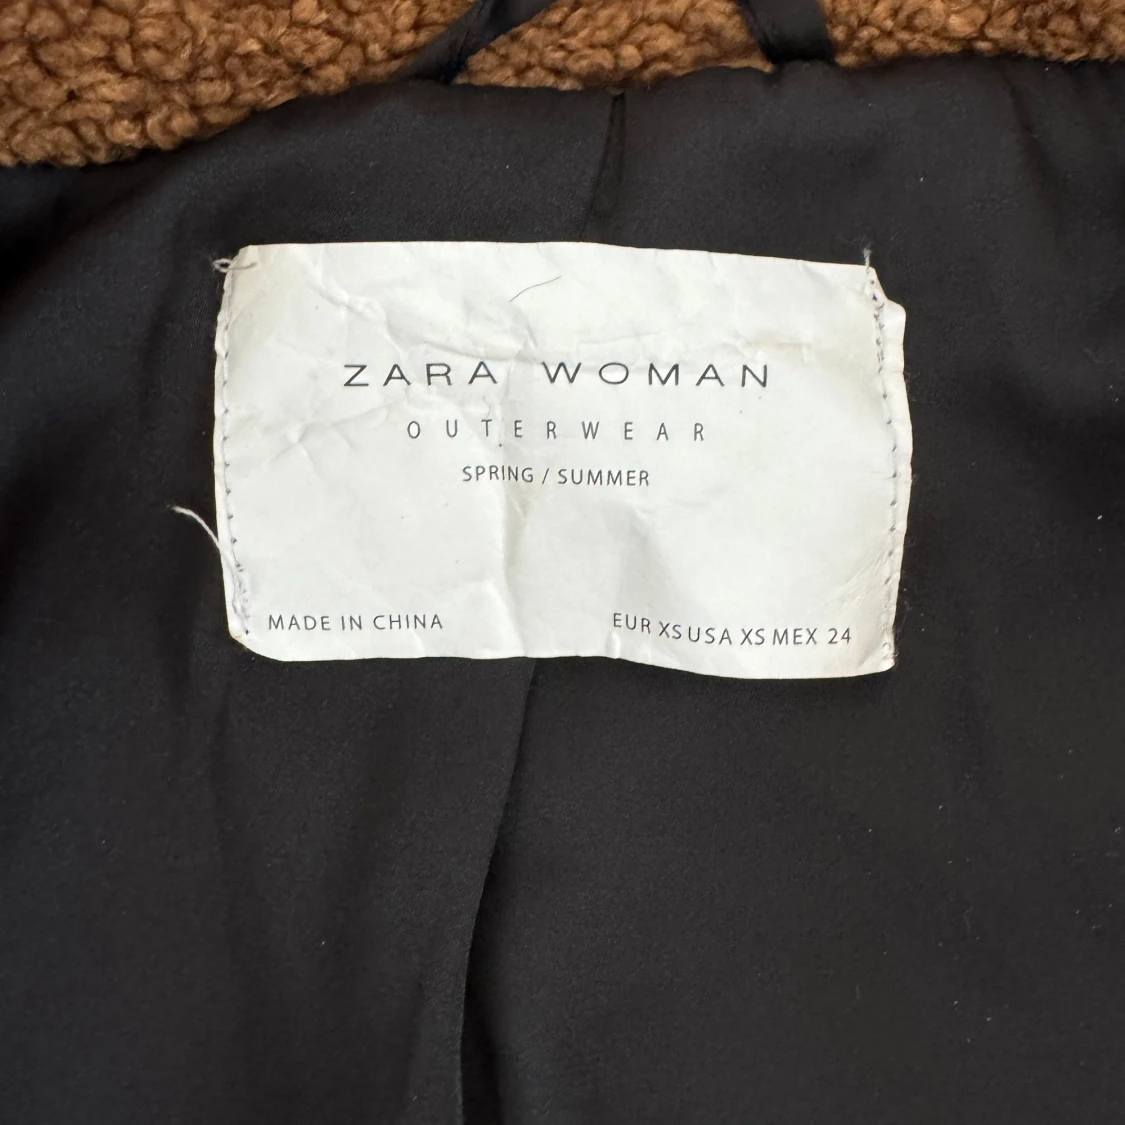 ZARA WOMAN
OUTERWEAR
SPRING / SUMMER
MADE IN CHINA
EUR XS USA XS MEX 24